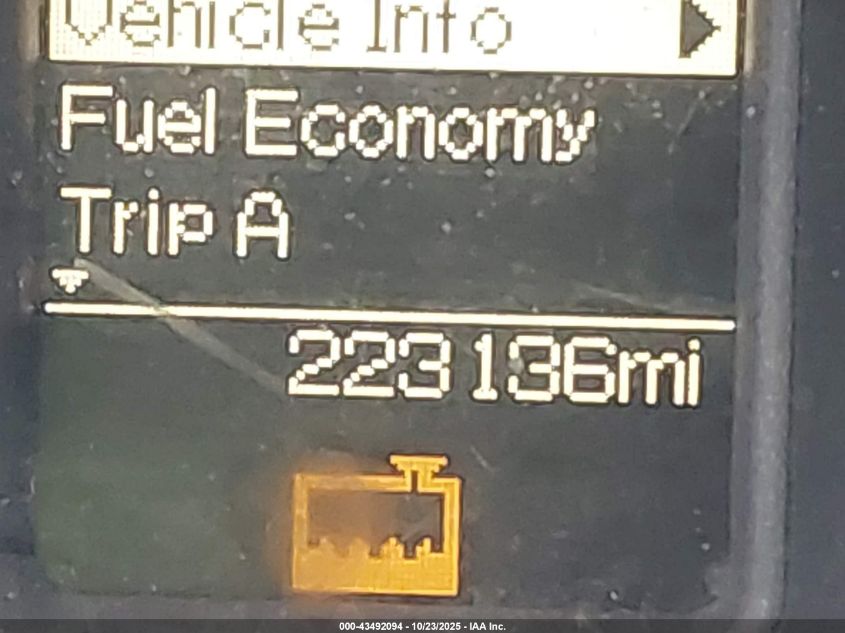 Vehicle Info
Fuel Economy
Trip A
223136mi
000-43492094 - 10/23/2025 - IAA Inc.